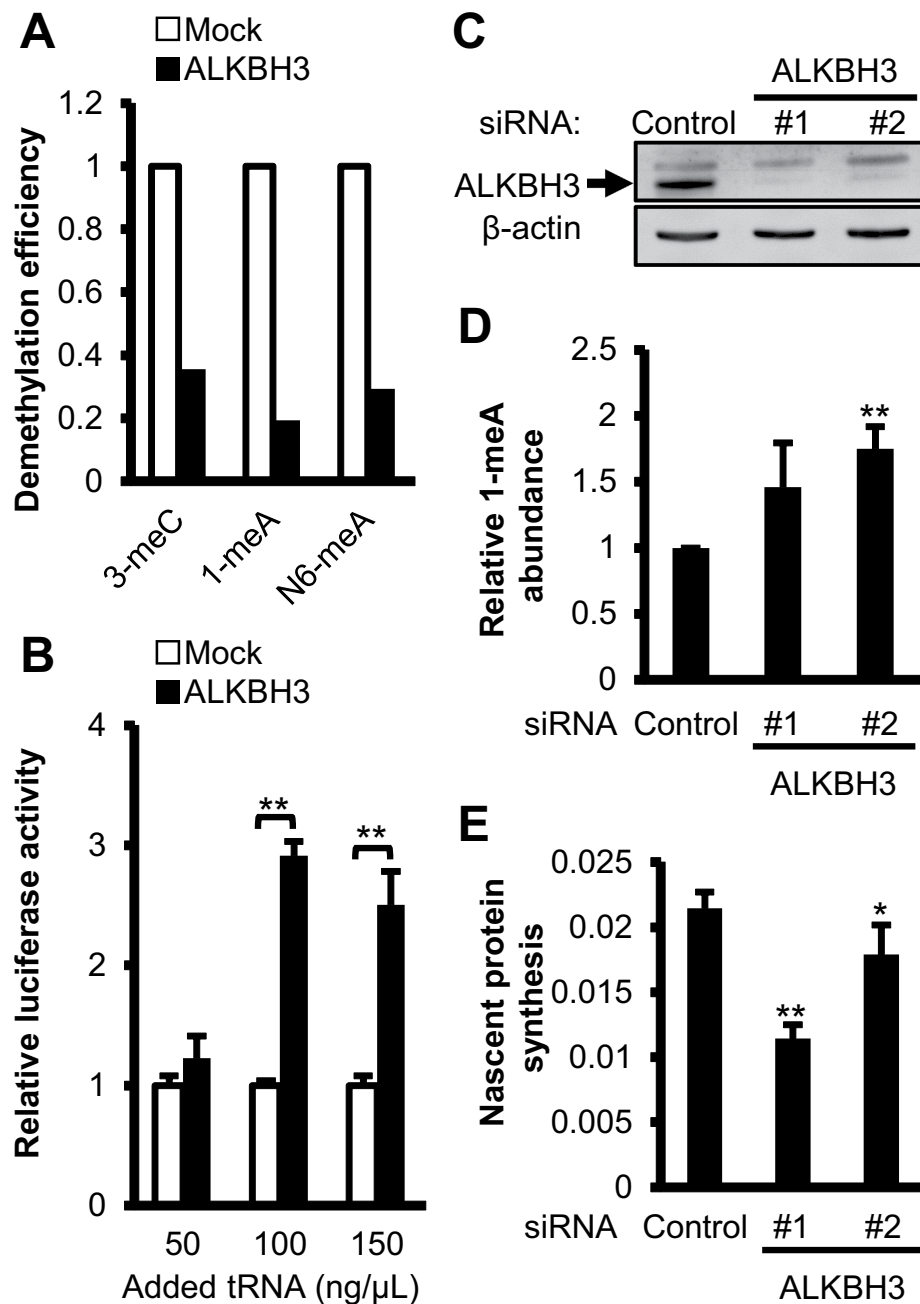 A
Mock
ALKBH3
Demethylation efficiency
1.2
1
0.8
0.6
0.4
0.2
0
3-meC
1-meA
N6-meA
B
Mock
ALKBH3
Relative luciferase activity
4
3
2
1
0
**
**
50 100 150
Added tRNA (ng/µL)
C
ALKBH3
siRNA: Control #1 #2
ALKBH3
β-actin
D
Relative 1-meA
abundance
2.5
2
1.5
1
0.5
0
**
siRNA Control #1 #2
ALKBH3
E
Nascent protein
synthesis
0.025
0.02
0.015
0.01
0.005
0
**
*
siRNA Control #1 #2
ALKBH3